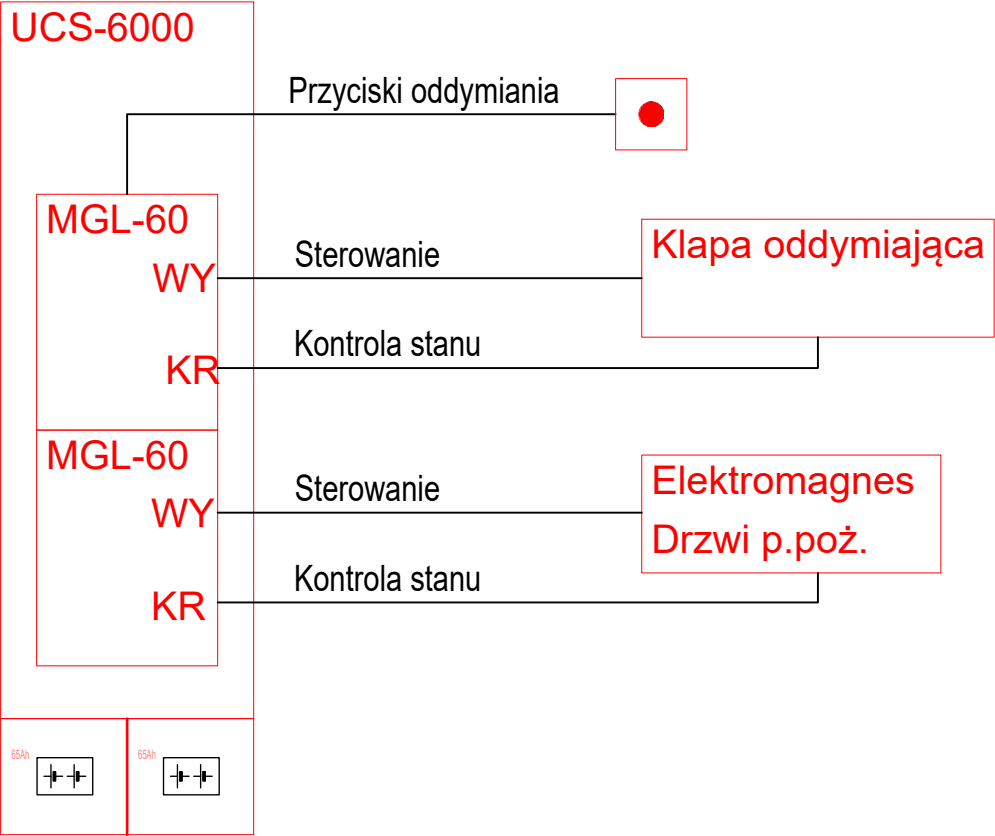 UCS-6000
Przyciski oddymiania
MGL-60
WY
Sterowanie
Klapa oddymiająca
KR
Kontrola stanu
MGL-60
WY
Sterowanie
Elektromagnes
Drzwi p.poż.
KR
Kontrola stanu
65Ah
65Ah